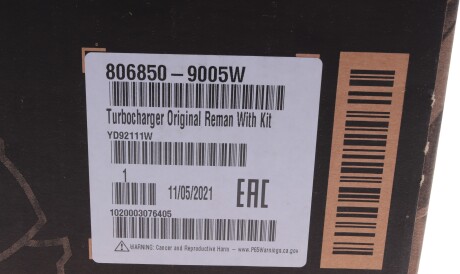 806850-9005W
Turbocharger Original Reman With Kit
YD92111W
1
11/05/2021
EAC
1020003076405
WARNING: Cancer and Reproductive Harm - www.P65Warnings.ca.gov